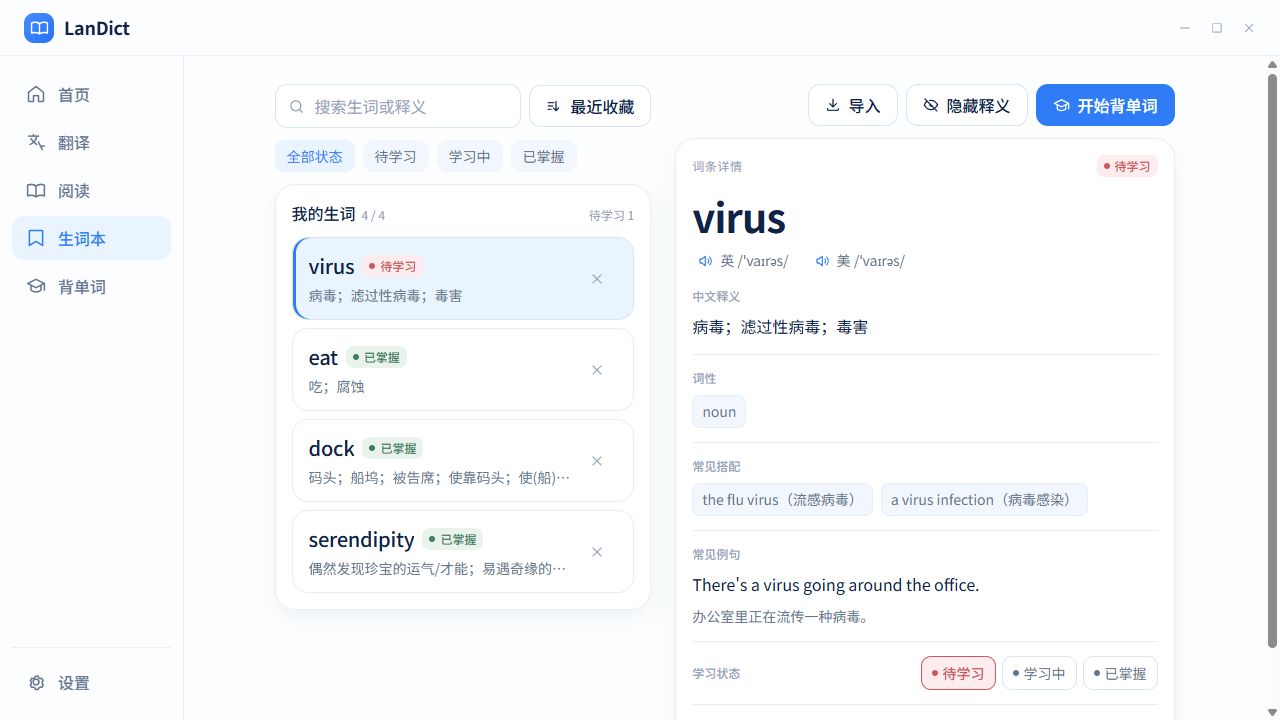 LanDict
首页
翻译
阅读
生词本
背单词
设置
搜索生词或释义
最近收藏
导入
隐藏释义
开始背单词
全部状态
待学习
学习中
已掌握
我的生词 4 / 4
待学习 1
virus 待学习
病毒；滤过性病毒；毒害
eat 已掌握
吃；腐蚀
dock 已掌握
码头；船坞；被告席；使靠码头；使(船)…
serendipity 已掌握
偶然发现珍宝的运气/才能；易遇奇缘的…
词条详情
待学习
virus
英 /'vaɪrəs/
美 /'vaɪrəs/
中文释义
病毒；滤过性病毒；毒害
词性
noun
常见搭配
the flu virus（流感病毒）
a virus infection（病毒感染）
常见例句
There's a virus going around the office.
办公室里正在流传一种病毒。
学习状态
待学习
学习中
已掌握